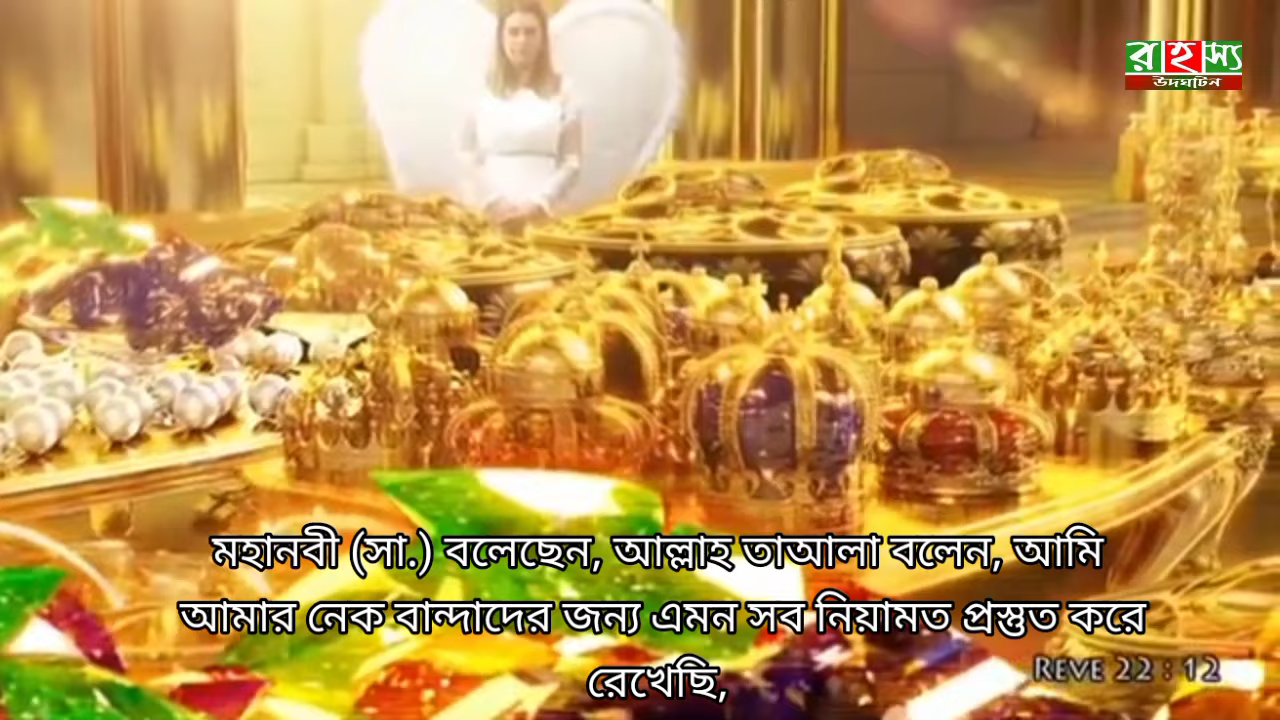 রাহস্য
উদঘাটন
মহানবী (সা.) বলেছেন, আল্লাহ তাআলা বলেন, আমি
আমার নেক বান্দাদের জন্য এমন সব নিয়ামত প্রস্তুত করে
রেখেছি,
REVE 22 : 12